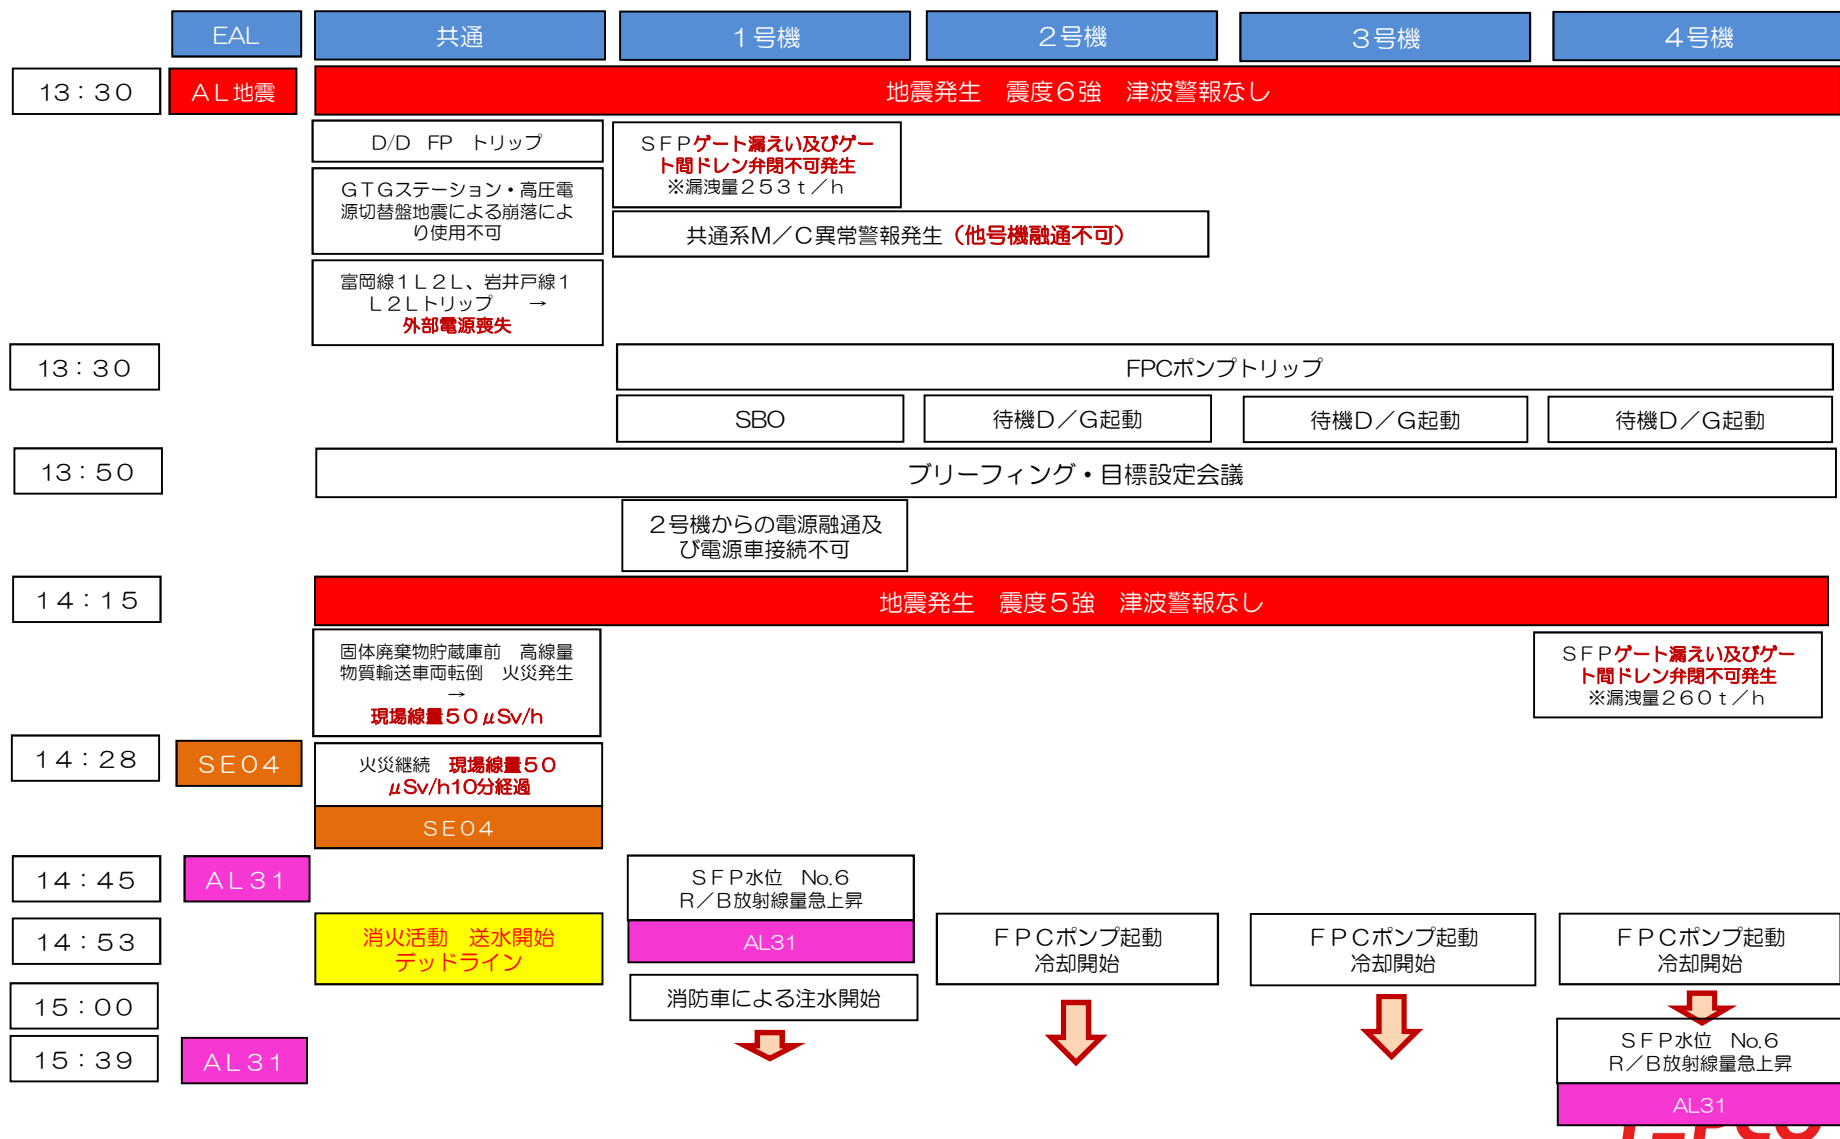 EAL
共通
１号機
２号機
３号機
４号機
１３：３０
ＡＬ地震
地震発生　震度６強　津波警報なし
D/D　FP　トリップ
ＳＦＰゲート漏えい及びゲー
ト間ドレン弁閉不可発生
※漏洩量２５３ｔ／ｈ
ＧＴＧステーション・高圧電
源切替盤地震による崩落によ
り使用不可
共通系Ｍ／Ｃ異常警報発生（他号機融通不可）
富岡線１Ｌ２Ｌ、岩井戸線１
Ｌ２Ｌトリップ　　→
外部電源喪失
１３：３０
FPCポンプトリップ
SBO
待機Ｄ／Ｇ起動
待機Ｄ／Ｇ起動
待機Ｄ／Ｇ起動
１３：５０
ブリーフィング・目標設定会議
２号機からの電源融通及
び電源車接続不可
１４：１５
地震発生　震度５強　津波警報なし
固体廃棄物貯蔵庫前　高線量
物質輸送車両転倒　火災発生
→
現場線量５０μSv/h
ＳＦＰゲート漏えい及びゲー
ト間ドレン弁閉不可発生
※漏洩量２６０ｔ／ｈ
１４：２８
ＳＥ０４
火災継続　現場線量５０
μSv/h10分経過
ＳＥ０４
１４：４５
ＡＬ３１
ＳＦＰ水位　No.６
Ｒ／Ｂ放射線量急上昇
AL31
１４：５３
消火活動　送水開始
デッドライン
ＦＰＣポンプ起動
冷却開始
ＦＰＣポンプ起動
冷却開始
ＦＰＣポンプ起動
冷却開始
１５：００
消防車による注水開始
１５：３９
ＡＬ３１
ＳＦＰ水位　No.６
Ｒ／Ｂ放射線量急上昇
AL31
TEPCO